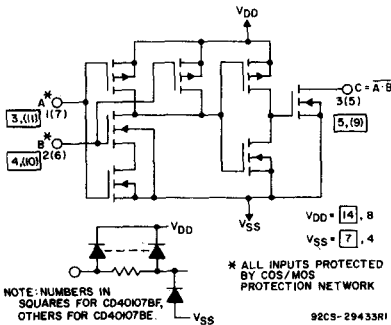 VDD
A*
3,(11)
1(7)
B*
4,(10)
2(6)
C = A·B
3(5)
5,(9)
VSS
VDD = 14, 8
VSS = 7, 4
VDD
VSS
* ALL INPUTS PROTECTED
BY COS/MOS
PROTECTION NETWORK
NOTE: NUMBERS IN
SQUARES FOR CD40107BF,
OTHERS FOR CD40107BE.
92CS-29433R1